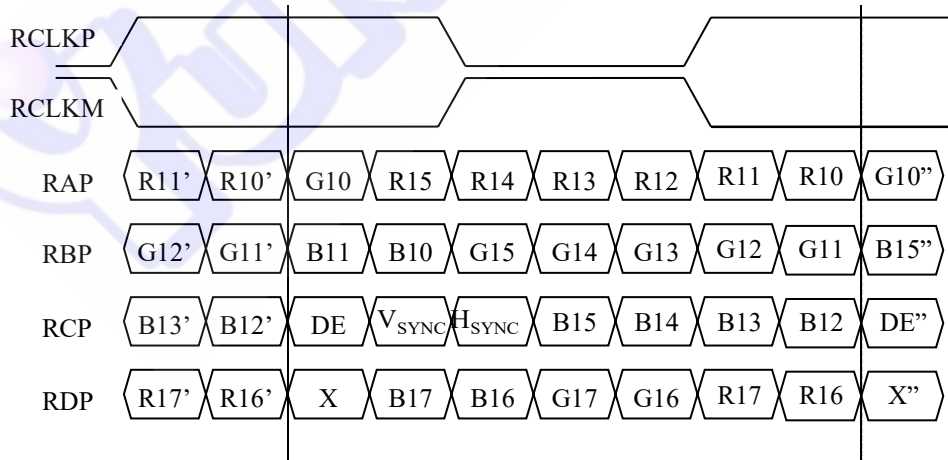 RCLKP
RCLKM
RAP R11’ R10’ G10 R15 R14 R13 R12 R11 R10 G10”
RBP G12’ G11’ B11 B10 G15 G14 G13 G12 G11 B15”
RCP B13’ B12’ DE VSYNC HSYNC B15 B14 B13 B12 DE”
RDP R17’ R16’ X B17 B16 G17 G16 R17 R16 X”